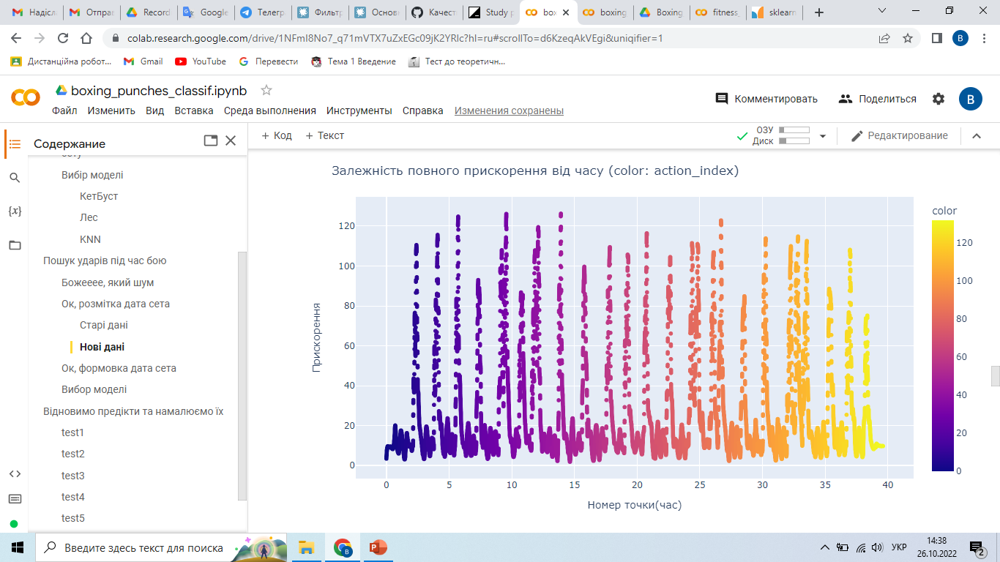 Надісл
Отправ
Record
Google
Телегр
Фильтр
Основн
Качест
Study p
box
boxing
Boxing
fitness_
sklearn
colab.research.google.com/drive/1NFmI8No7_q71mVTX7uZxEGc09jK2YRlc?hl=ru#scrollTo=d6KzeqAkVEgi&uniqifier=1
В
Дистанційна робот...
Gmail
YouTube
Перевести
Тема 1 Введение
Тест до теоретичн...
boxing_punches_classif.ipynb
Комментировать
Поделиться
В
Файл Изменить Вид Вставка Среда выполнения Инструменты Справка Изменения сохранены
Содержание
+ Код + Текст
ОЗУ
Диск
Редактирование
Вибір моделі
КетБуст
Лес
KNN
Пошук ударів під час бою
Божееее, який шум
Ок, розмітка дата сета
Старі дані
Нові дані
Ок, формовка дата сета
Вибор моделі
Відновимо предікти та намалюємо їх
test1
test2
test3
test4
test5
{x}
Залежність повного прискорення від часу (color: action_index)
Прискорення
120
100
80
60
40
20
0
0 5 10 15 20 25 30 35 40
Номер точки(час)
color
120
100
80
60
40
20
0
Введите здесь текст для поиска
B
P
УКР
14:38
26.10.2022
2